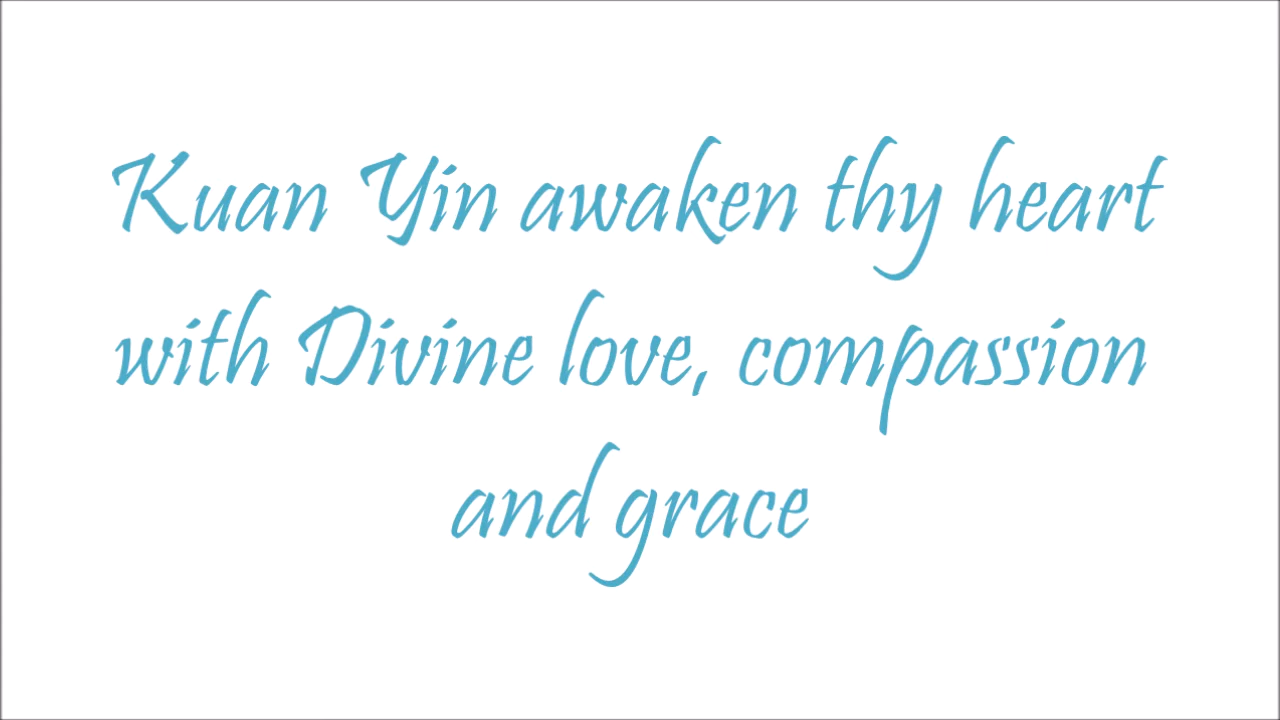 Kuan Yin awaken thy heart
with Divine love, compassion
and grace